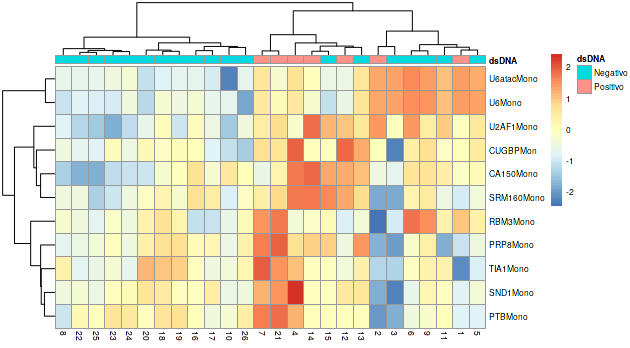 dsDNA
U6atacMono
U6Mono
U2AF1Mono
CUGBPMono
CA150Mono
SRM160Mono
RBM3Mono
PRP8Mono
TIA1Mono
SND1Mono
PTBMono
8 22 25 23 24 20 18 19 16 17 10 26 7 21 4 14 15 12 13 2 3 6 9 11 1 5
2
1
0
-1
-2
dsDNA
Negativo
Positivo